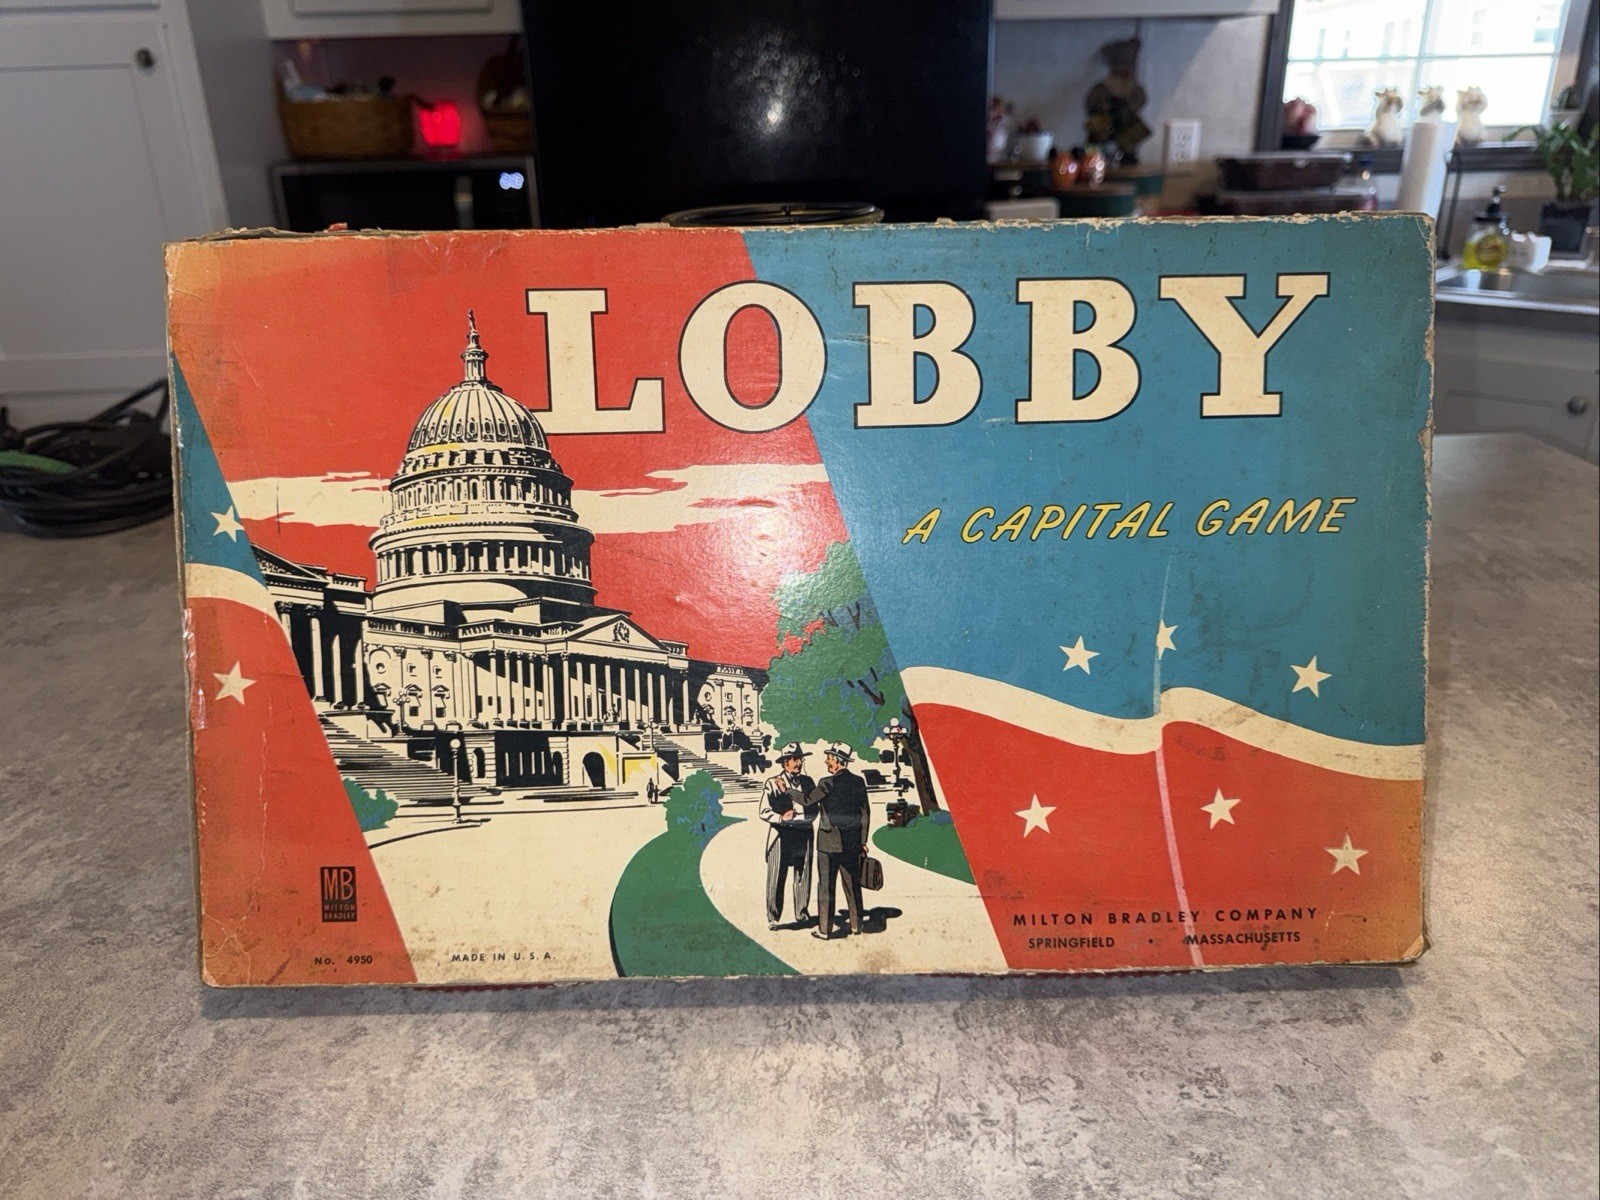 LOBBY
A CAPITAL GAME
MB
MILTON
BRADLEY
No. 4950
MADE IN U.S.A.
MILTON BRADLEY COMPANY
SPRINGFIELD • MASSACHUSETTS